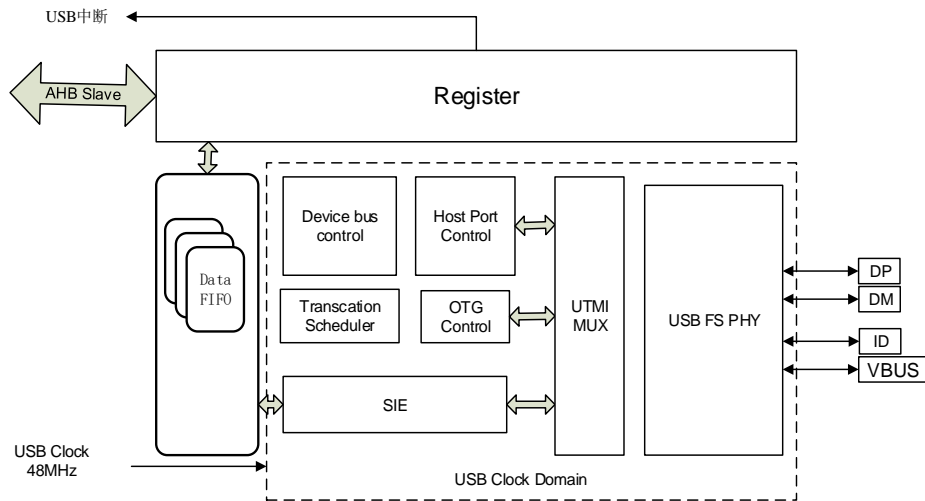 USB中断
AHB Slave
Register
Device bus
control
Host Port
Control
Data
FIFO
Transcation
Scheduler
OTG
Control
UTMI
MUX
USB FS PHY
DP
DM
ID
VBUS
SIE
USB Clock
48MHz
USB Clock Domain